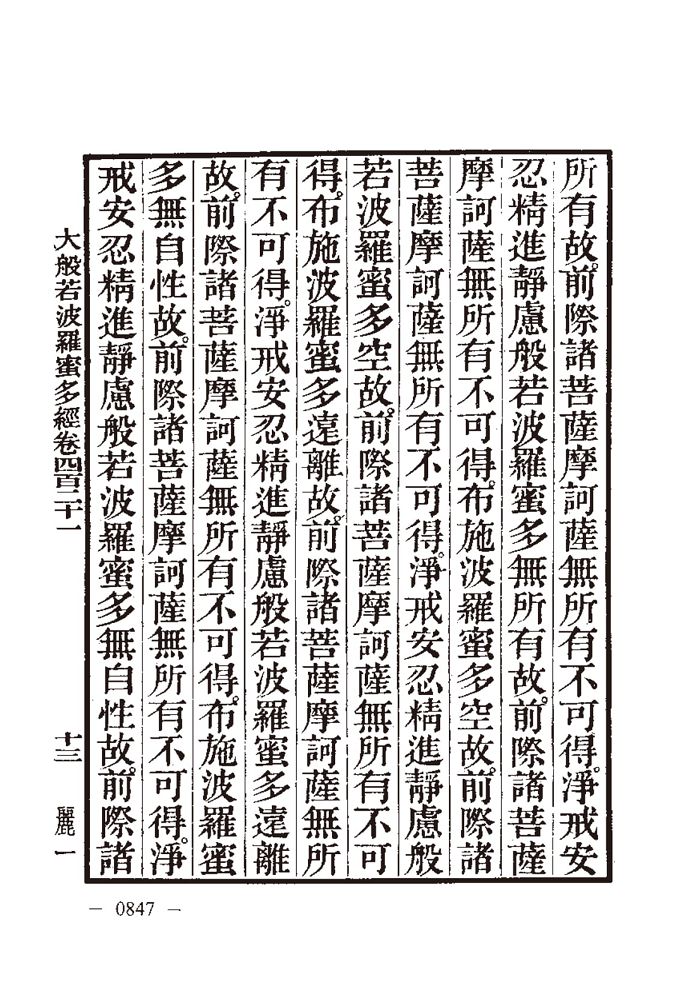 所有故。前際諸菩薩摩訶薩無所有不可得。淨戒安
忍精進靜慮般若波羅蜜多無所有故。前際諸菩薩
摩訶薩無所有不可得。布施波羅蜜多空故。前際諸
菩薩摩訶薩無所有不可得。淨戒安忍精進靜慮般
若波羅蜜多空故。前際諸菩薩摩訶薩無所有不可
得。布施波羅蜜多遠離故。前際諸菩薩摩訶薩無所
有不可得。淨戒安忍精進靜慮般若波羅蜜多遠離
故。前際諸菩薩摩訶薩無所有不可得。布施波羅蜜
多無自性故。前際諸菩薩摩訶薩無所有不可得。淨
戒安忍精進靜慮般若波羅蜜多無自性故。前際諸
大般若波羅蜜多經卷四百二十一 十三 麗一
— 0847 —